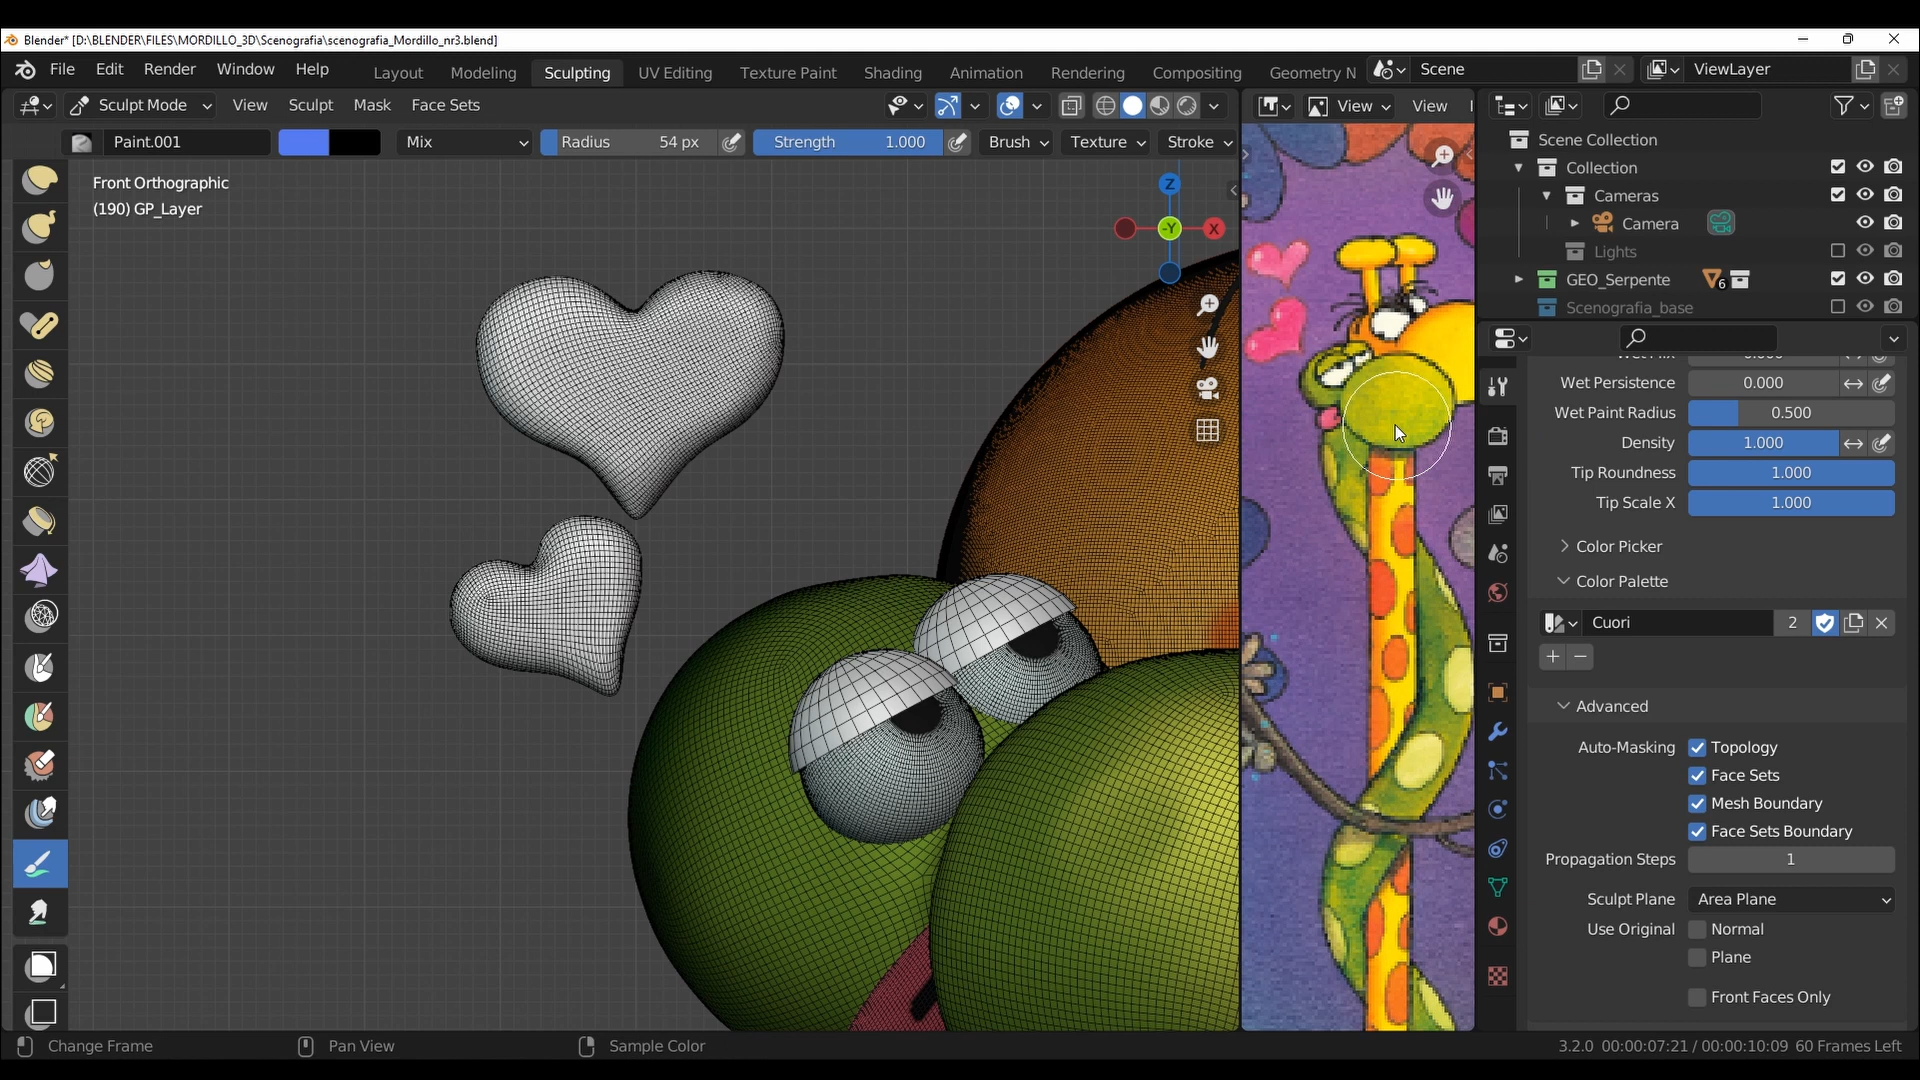 Blender* [D:\BLENDER\FILES\MORDILLO_3D\Scenografia\scenografia_Mordillo_nr3.blend]
File Edit Render Window Help Layout Modeling Sculpting UV Editing Texture Paint Shading Animation Rendering Compositing Geometry N Scene ViewLayer
Sculpt Mode View Sculpt Mask Face Sets View View
Paint.001 Mix Radius 54 px Strength 1.000 Brush Texture Stroke
Front Orthographic
(190) GP_Layer
Z
-Y
X
Scene Collection
Collection
Cameras
Camera
Lights
GEO_Serpente 6
Scenografia_base
Wet Persistence 0.000
Wet Paint Radius 0.500
Density 1.000
Tip Roundness 1.000
Tip Scale X 1.000
Color Picker
Color Palette
Cuori 2
Advanced
Auto-Masking Topology
Face Sets
Mesh Boundary
Face Sets Boundary
Propagation Steps 1
Sculpt Plane Area Plane
Use Original Normal
Plane
Front Faces Only
Change Frame Pan View Sample Color 3.2.0 00:00:07:21 / 00:00:10:09 60 Frames Left